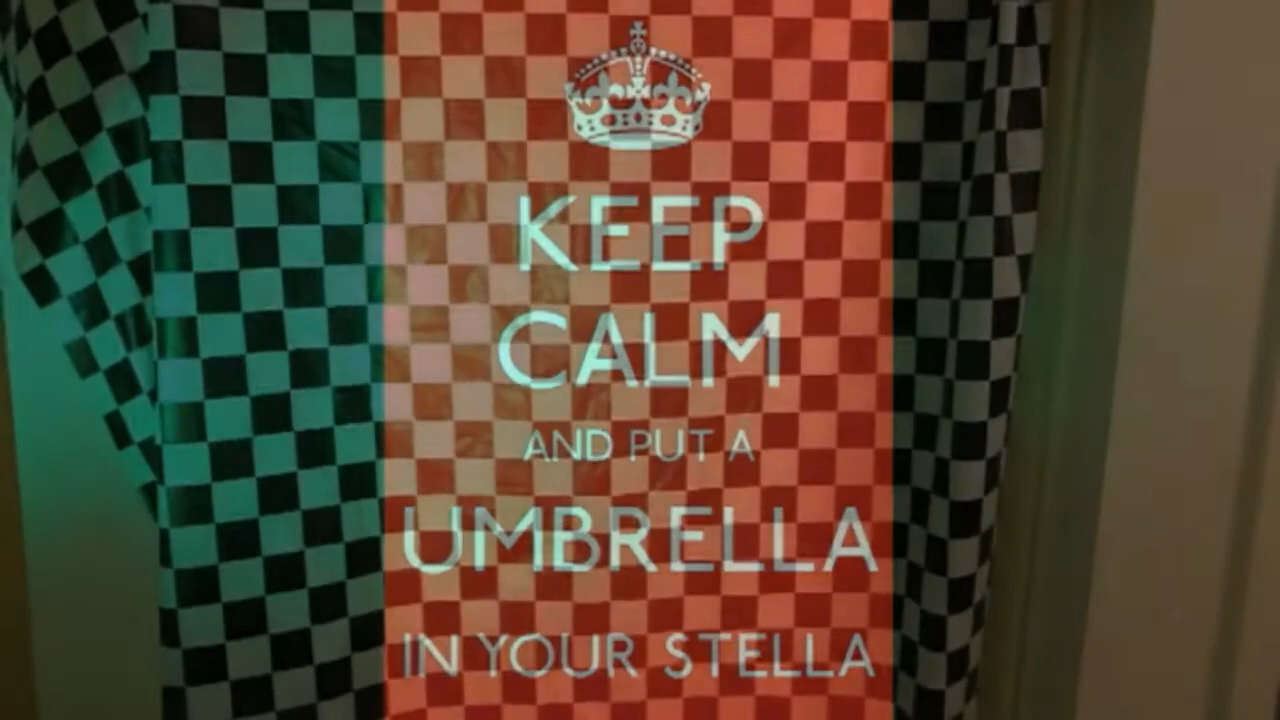 KEEP
CALM
AND PUT A
UMBRELLA
IN YOUR STELLA